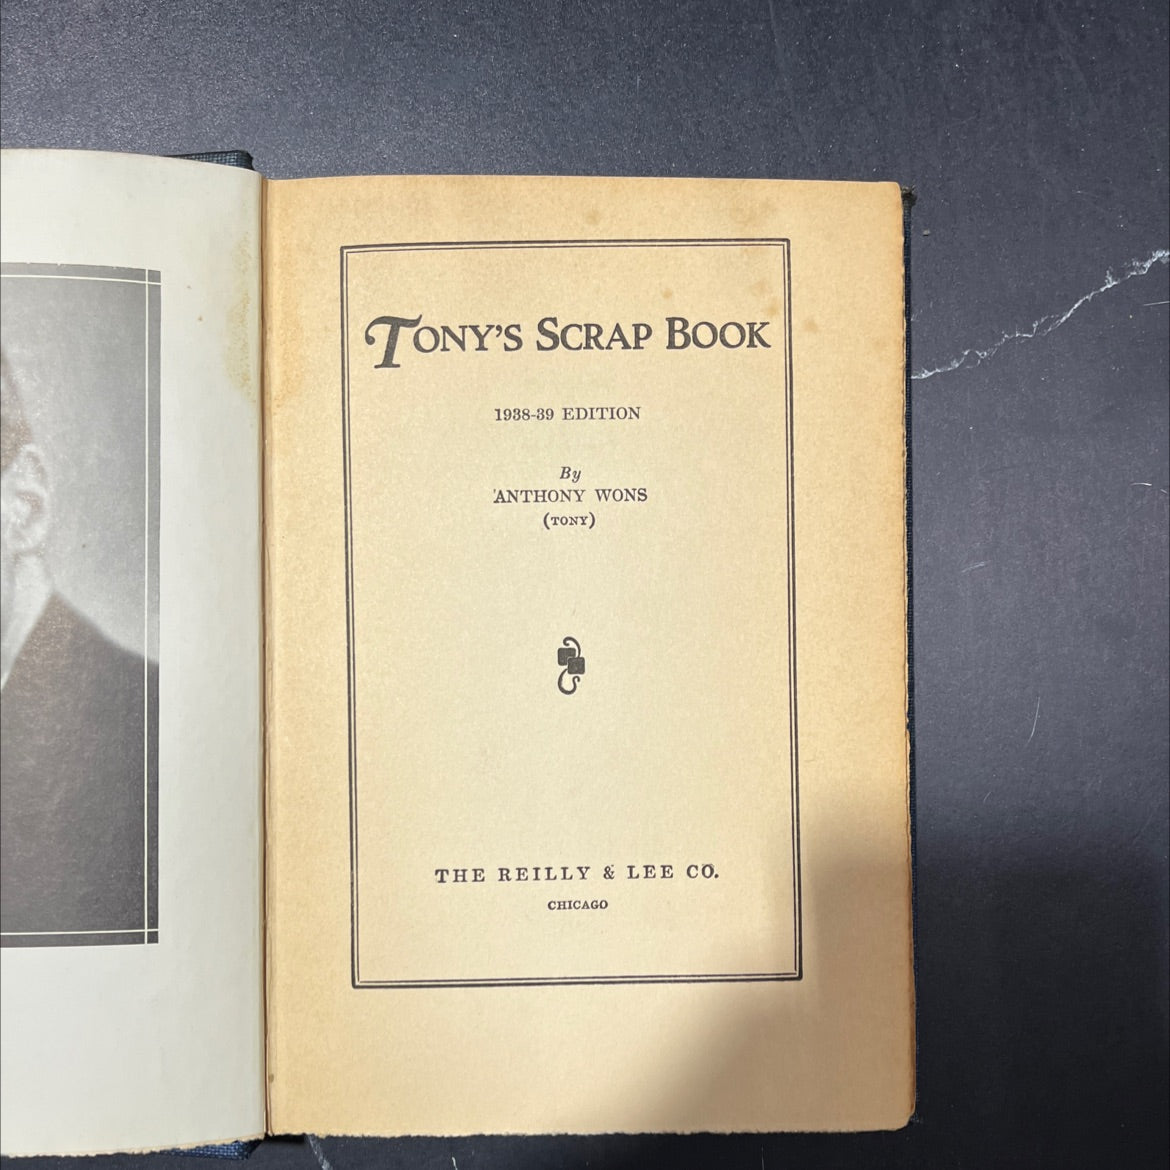 TONY'S SCRAP BOOK
1938-39 EDITION
By
ANTHONY WONS
(TONY)
THE REILLY & LEE CO.
CHICAGO